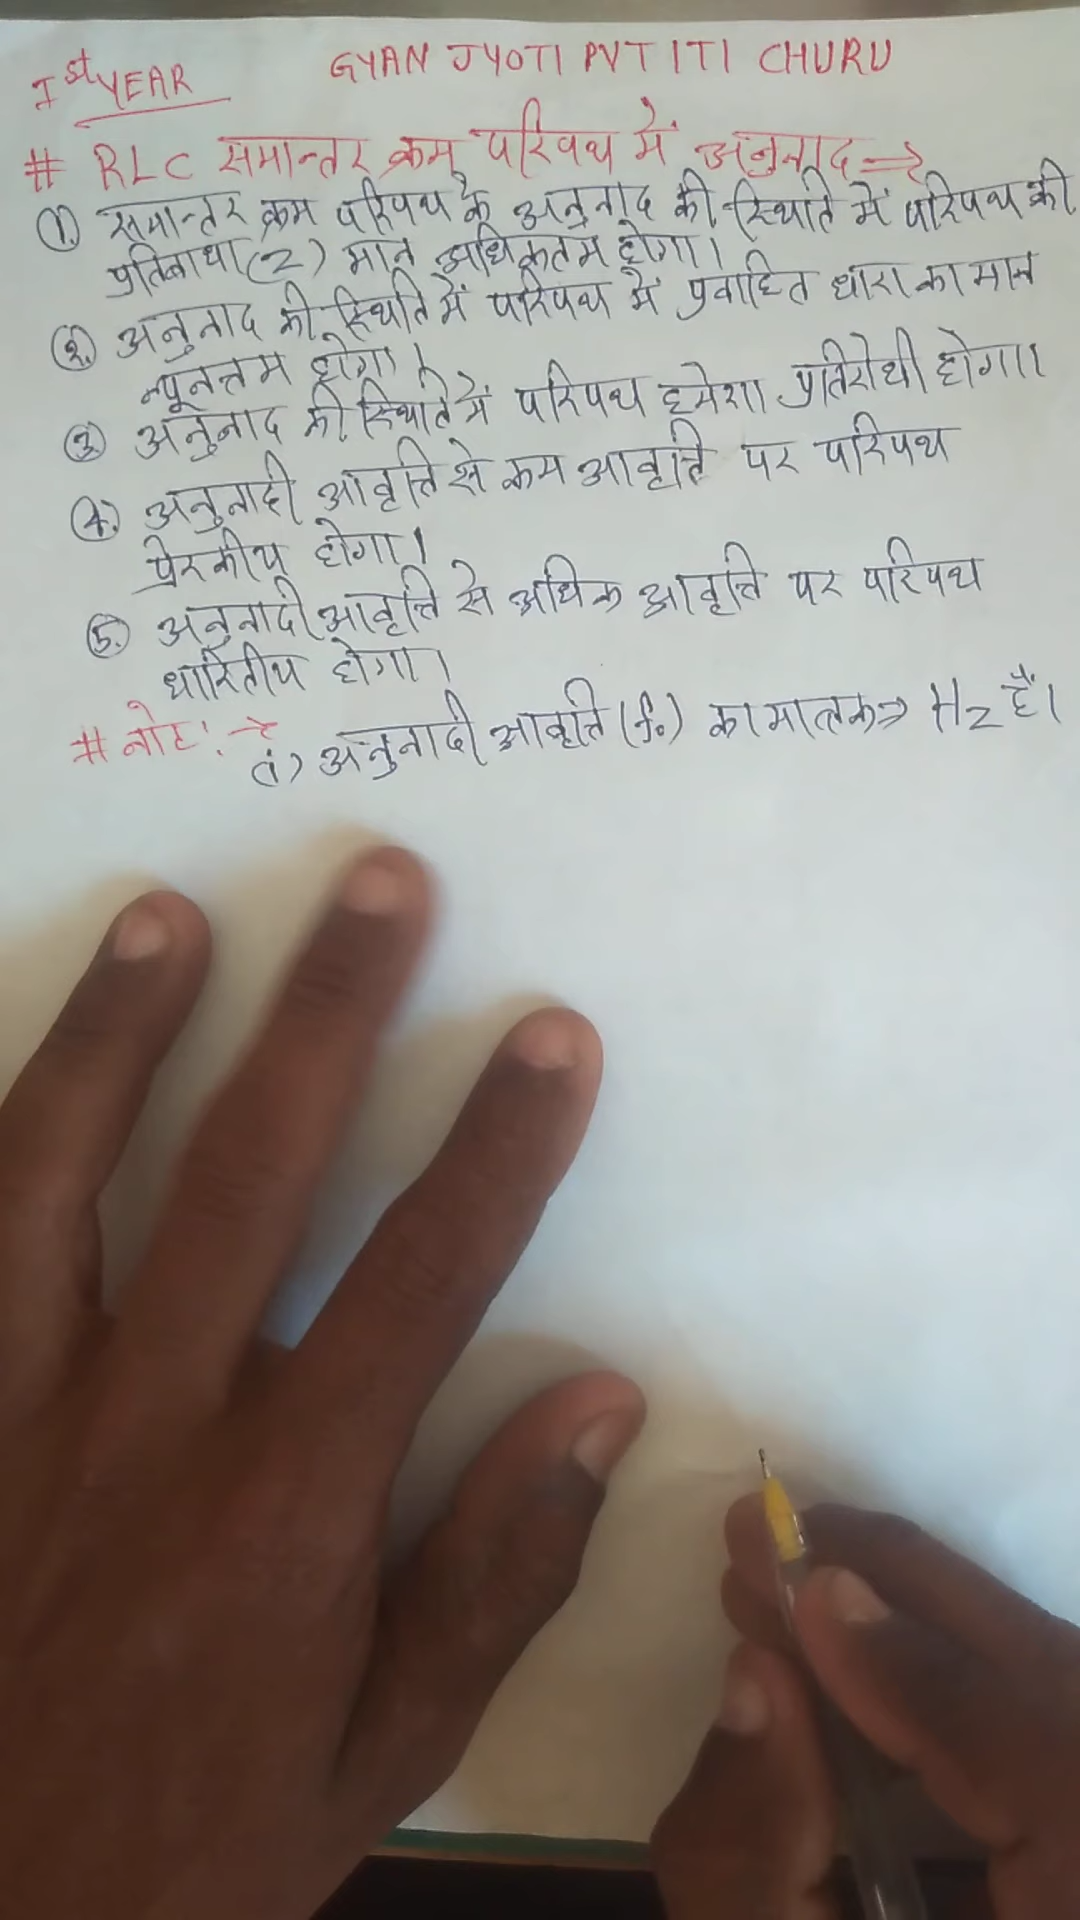 Ist YEAR
GYAN JYOTI PVT ITI CHURU
# RLC समान्तर क्रम परिपथ में अनुनाद ⇒
① समान्तर क्रम परिपथ के अनुनाद की स्थिति में परिपथ की
प्रतिबाधा (Z) मान अधिकतम होगा।
② अनुनाद की स्थिति में परिपथ में प्रवाहित धारा का मान
न्यूनत्तम होगा।
③ अनुनाद की स्थिति में परिपथ हमेशा प्रतिरोधी होगा।
④ अनुनादी आवृत्ति से कम आवृत्ति पर परिपथ
प्रेरकीय होगा।
⑤ अनुनादी आवृत्ति से अधिक आवृत्ति पर परिपथ
धारितीय होगा।
# नोट :→
(i) अनुनादी आवृत्ति (f₀) का मात्रक ⇒ HZ है।